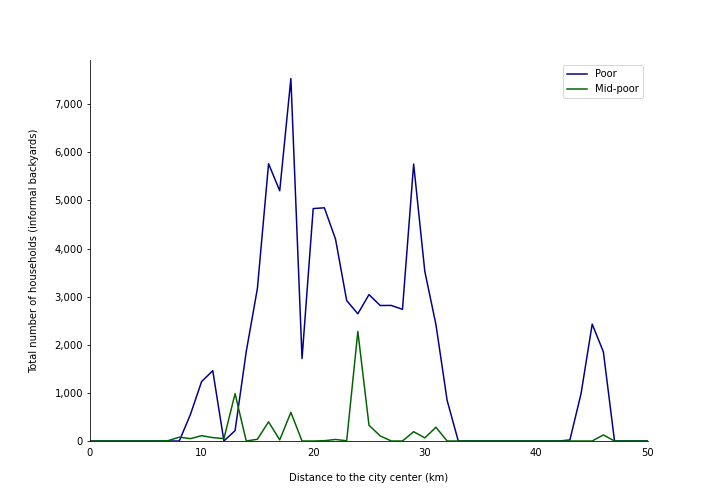 Poor
Mid-poor
7,000
6,000
5,000
4,000
3,000
2,000
1,000
0
0 10 20 30 40 50
Total number of households (informal backyards)
Distance to the city center (km)